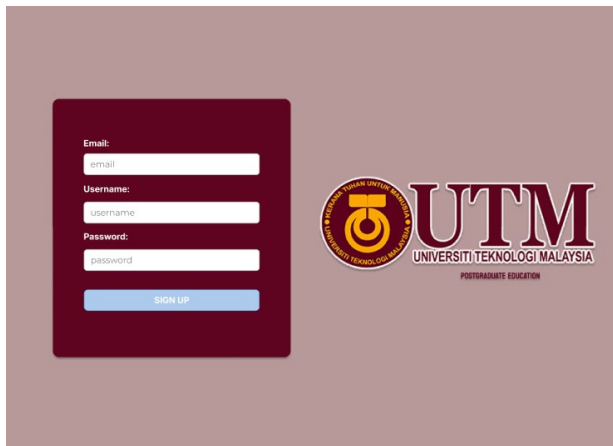 Email:
email
Username:
username
Password:
password
SIGN UP
KERANA TUHAN UNTUK MANUSIA
UNIVERSITI TEKNOLOGI MALAYSIA
UTM
UNIVERSITI TEKNOLOGI MALAYSIA
POSTGRADUATE EDUCATION